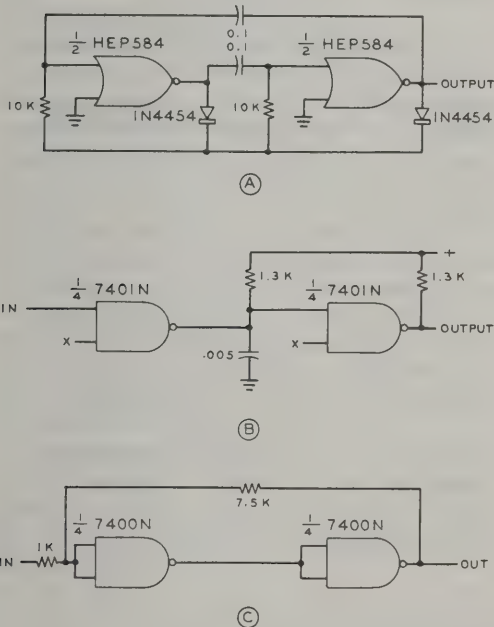 0.1
0.1
1/2 HEP584
1/2 HEP584
OUTPUT
10K
1N4454
10K
1N4454
A
+
1.3K
1.3K
1/4 7401N
1/4 7401N
IN
X
.005
X
OUTPUT
B
7.5K
1/4 7400N
1/4 7400N
IN
1K
OUT
C